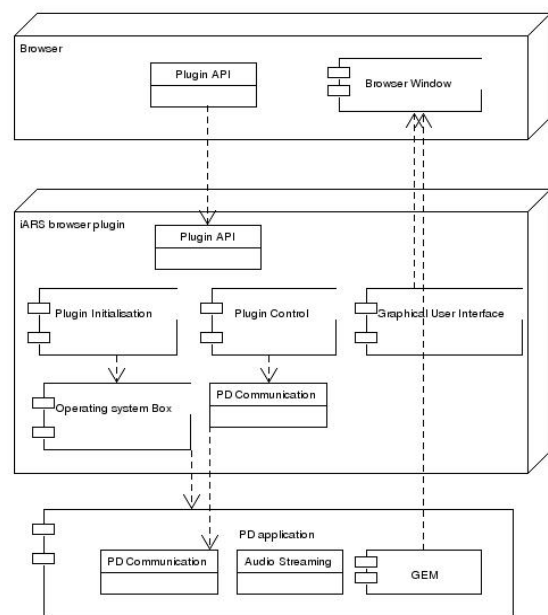 Browser
Plugin API
Browser Window
iARS browser plugin
Plugin API
Plugin Initialisation
Plugin Control
Graphical User Interface
Operating system Box
PD Communication
PD application
PD Communication
Audio Streaming
GEM